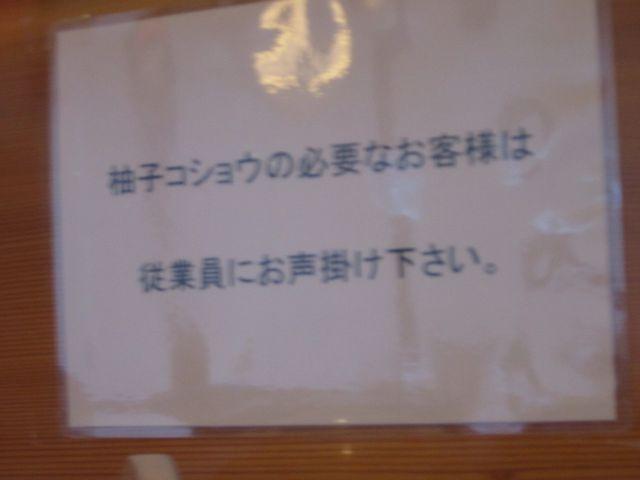 柚子コショウの必要なお客様は
従業員にお声掛け下さい。